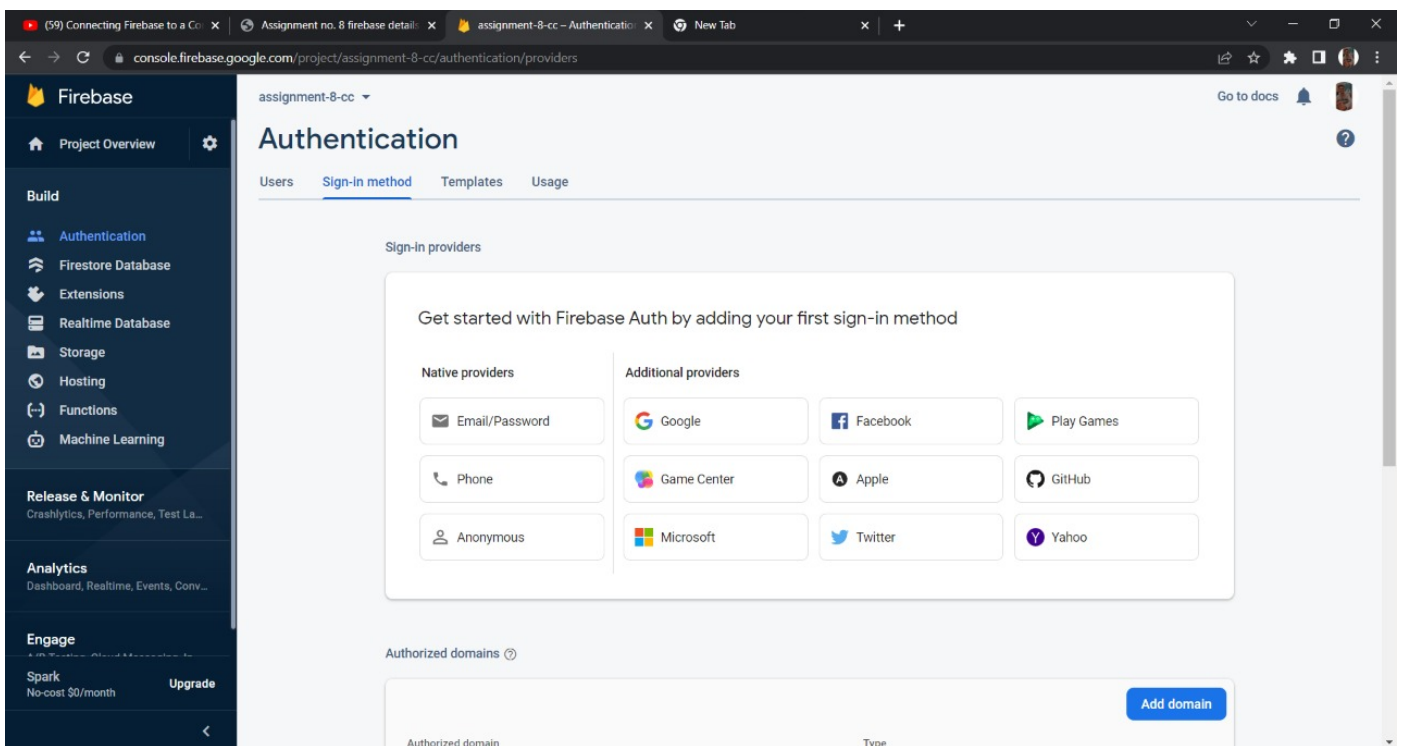 (59) Connecting Firebase to a Co
Assignment no. 8 firebase details
assignment-8-cc – Authentication
New Tab
console.firebase.google.com/project/assignment-8-cc/authentication/providers
Firebase
Project Overview
Build
Authentication
Firestore Database
Extensions
Realtime Database
Storage
Hosting
Functions
Machine Learning
Release & Monitor
Crashlytics, Performance, Test La...
Analytics
Dashboard, Realtime, Events, Conv...
Engage
Spark
No-cost $0/month
Upgrade
assignment-8-cc
Go to docs
Authentication
Users Sign-in method Templates Usage
Sign-in providers
Get started with Firebase Auth by adding your first sign-in method
Native providers Additional providers
Email/Password Google Facebook Play Games
Phone Game Center Apple GitHub
Anonymous Microsoft Twitter Yahoo
Authorized domains
Add domain
Authorized domain Type